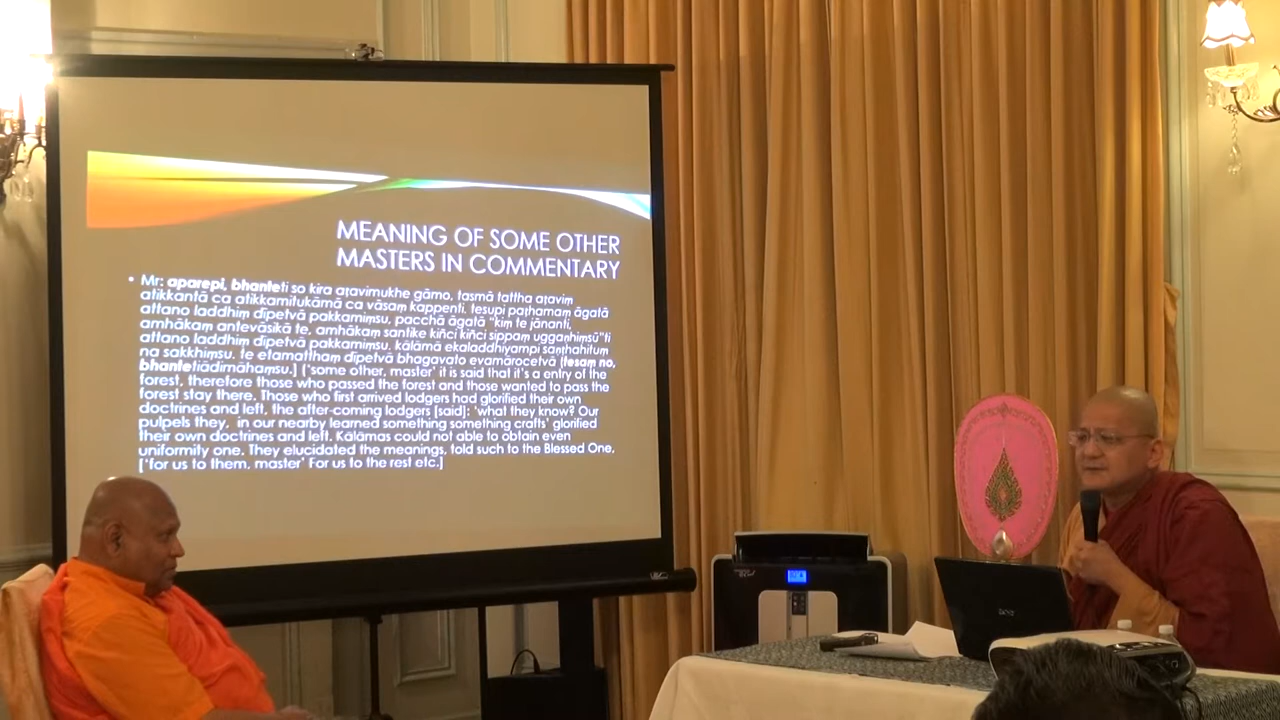 MEANING OF SOME OTHER
MASTERS IN COMMENTARY
• Mr: aparepi, bhanteti so kira aṭavimukhe gāmo, tasmā tattha aṭaviṃ
atikkantā ca atikkamitukāmā ca vāsaṃ kappenti. tesupi paṭhamaṃ āgatā
attano laddhiṃ dīpetvā pakkamiṃsu, pacchā āgatā “kiṃ te jānanti,
amhākaṃ antevāsikā te, amhākaṃ santike kiñci kiñci sippaṃ uggaṇhiṃsū”ti
attano laddhiṃ dīpetvā pakkamiṃsu. kālāmā ekaladdhiyampi saṇṭhahituṃ
na sakkhiṃsu. te etamatthaṃ dīpetvā bhagavato evamārocetvā (tesaṃ no,
bhantetiādimāhaṃsu.] (‘some other, master’ it is said that it’s a entry of the
forest, therefore those who passed the forest and those wanted to pass the
forest stay there. Those who first arrived lodgers had glorified their own
doctrines and left, the after-coming lodgers [said]: ‘what they know? Our
pulpels they, in our nearby learned something something crafts’ glorified
their own doctrines and left. Kālāmas could not able to obtain even
uniformity one. They elucidated the meanings, told such to the Blessed One.
[‘for us to them, master’ For us to the rest etc.]
acer